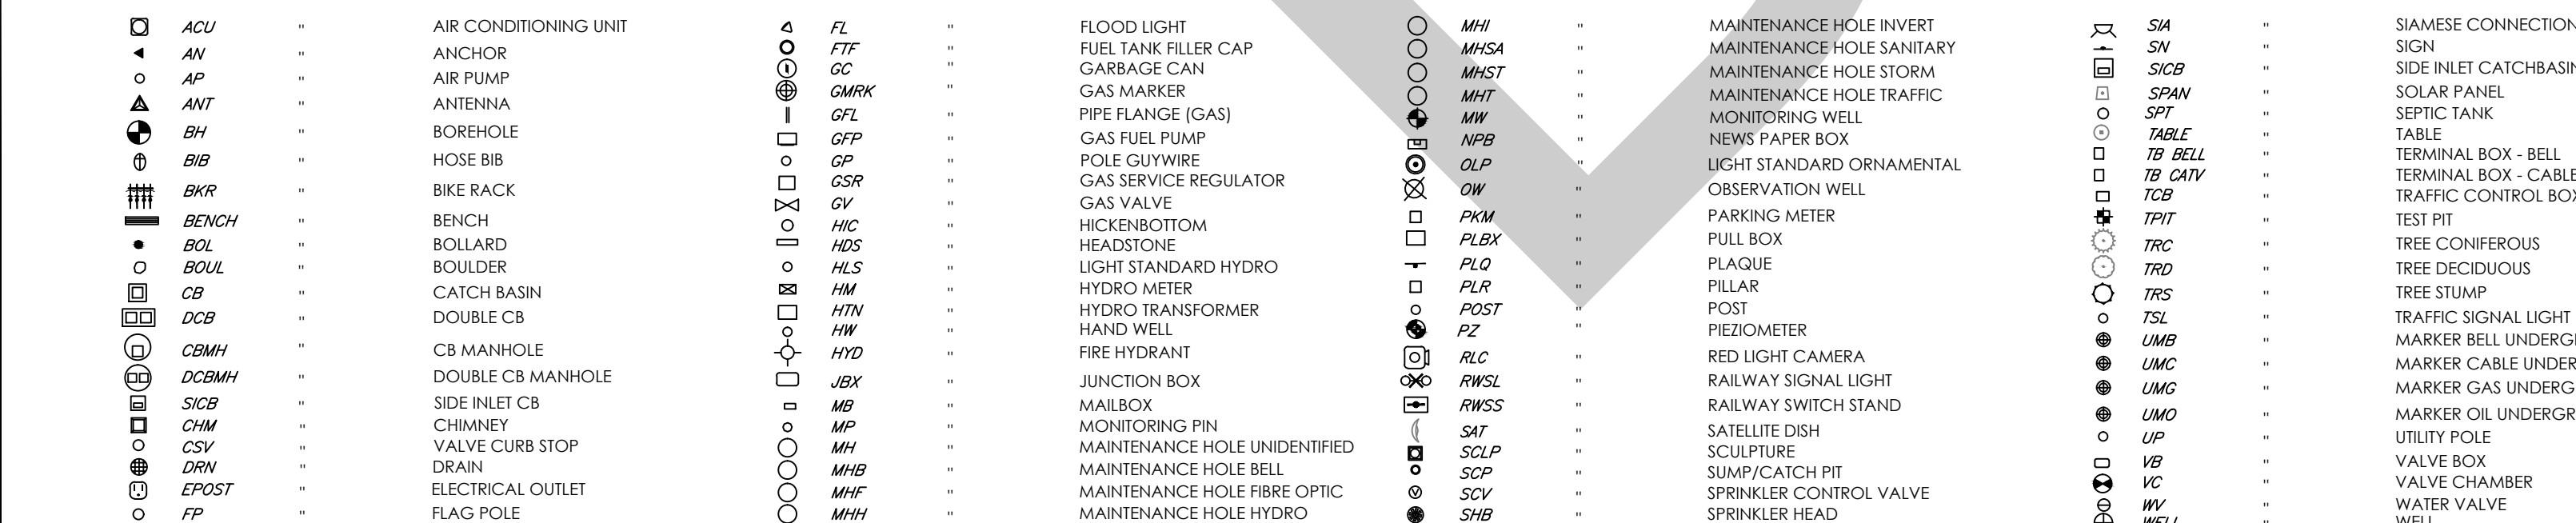 ACU " AIR CONDITIONING UNIT
AN " ANCHOR
AP " AIR PUMP
ANT " ANTENNA
BH " BOREHOLE
BIB " HOSE BIB
BKR " BIKE RACK
BENCH " BENCH
BOL " BOLLARD
BOUL " BOULDER
CB " CATCH BASIN
DCB " DOUBLE CB
CBMH " CB MANHOLE
DCBMH " DOUBLE CB MANHOLE
SICB " SIDE INLET CB
CHM " CHIMNEY
CSV " VALVE CURB STOP
DRN " DRAIN
EPOST " ELECTRICAL OUTLET
FP " FLAG POLE
FL " FLOOD LIGHT
FTF " FUEL TANK FILLER CAP
GC " GARBAGE CAN
GMRK " GAS MARKER
GFL " PIPE FLANGE (GAS)
GFP " GAS FUEL PUMP
GP " POLE GUYWIRE
GSR " GAS SERVICE REGULATOR
GV " GAS VALVE
HIC " HICKENBOTTOM
HDS " HEADSTONE
HLS " LIGHT STANDARD HYDRO
HM " HYDRO METER
HTN " HYDRO TRANSFORMER
HW " HAND WELL
HYD " FIRE HYDRANT
JBX " JUNCTION BOX
MB " MAILBOX
MP " MONITORING PIN
MH " MAINTENANCE HOLE UNIDENTIFIED
MHB " MAINTENANCE HOLE BELL
MHF " MAINTENANCE HOLE FIBRE OPTIC
MHH " MAINTENANCE HOLE HYDRO
MHI " MAINTENANCE HOLE INVERT
MHSA " MAINTENANCE HOLE SANITARY
MHST " MAINTENANCE HOLE STORM
MHT " MAINTENANCE HOLE TRAFFIC
MW " MONITORING WELL
NPB " NEWS PAPER BOX
OLP " LIGHT STANDARD ORNAMENTAL
OW " OBSERVATION WELL
PKM " PARKING METER
PLBX " PULL BOX
PLQ " PLAQUE
PLR " PILLAR
POST " POST
PZ " PIEZIOMETER
RLC " RED LIGHT CAMERA
RWSL " RAILWAY SIGNAL LIGHT
RWSS " RAILWAY SWITCH STAND
SAT " SATELLITE DISH
SCLP " SCULPTURE
SCP " SUMP/CATCH PIT
SCV " SPRINKLER CONTROL VALVE
SHB " SPRINKLER HEAD
SIA " SIAMESE CONNECTION
SN " SIGN
SICB " SIDE INLET CATCHBASIN
SPAN " SOLAR PANEL
SPT " SEPTIC TANK
TABLE " TABLE
TB BELL " TERMINAL BOX - BELL
TB CATV " TERMINAL BOX - CABLE
TCB " TRAFFIC CONTROL BOX
TPIT " TEST PIT
TRC " TREE CONIFEROUS
TRD " TREE DECIDUOUS
TRS " TREE STUMP
TSL " TRAFFIC SIGNAL LIGHT
UMB " MARKER BELL UNDERG
UMC " MARKER CABLE UNDER
UMG " MARKER GAS UNDERG
UMO " MARKER OIL UNDERGR
UP " UTILITY POLE
VB " VALVE BOX
VC " VALVE CHAMBER
WV " WATER VALVE
WELL " WELL